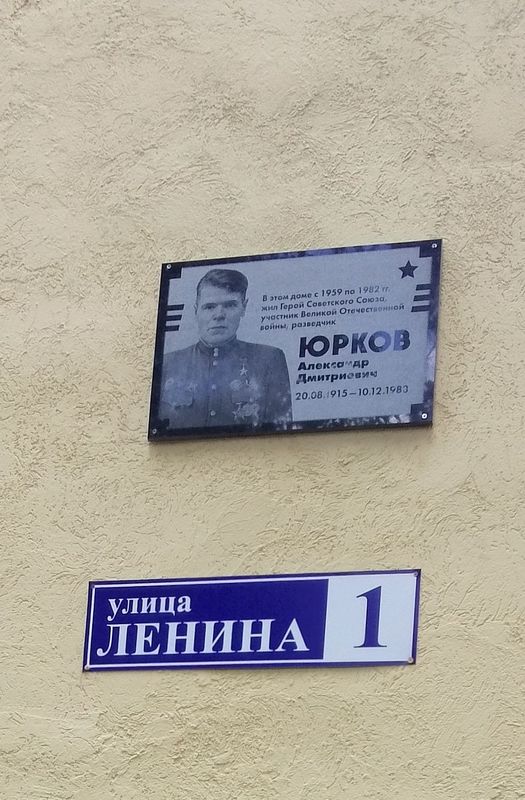 В этом доме с 1959 по 1982 гг.
жил Герой Советского Союза,
участник Великой Отечественной
войны, разведчик
ЮРКОВ
Александр
Дмитриевич
20.08.1915—10.12.1983
улица
ЛЕНИНА 1